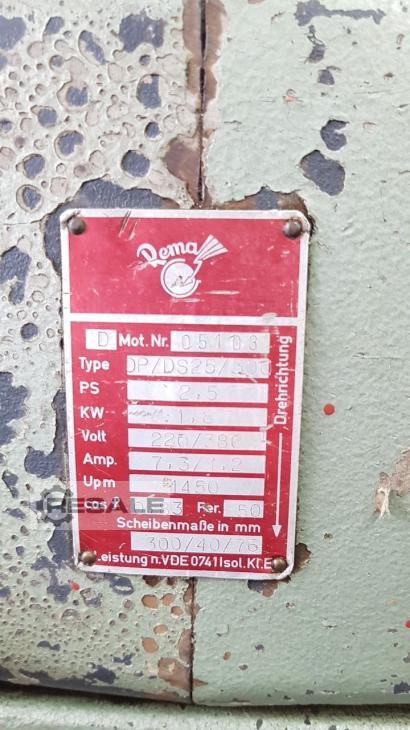 Rema
D Mot. Nr. 05103
Type DP/DS25/300
PS 2,5
KW 1,8
Volt 220/380
Amp. 7,3/4,2
Upm 1450
cos φ Per. 50
Scheibenmaße in mm
300/40/76
Leistung n.VDE 0741 Isol.Kl.E
Drehrichtung
RESALE